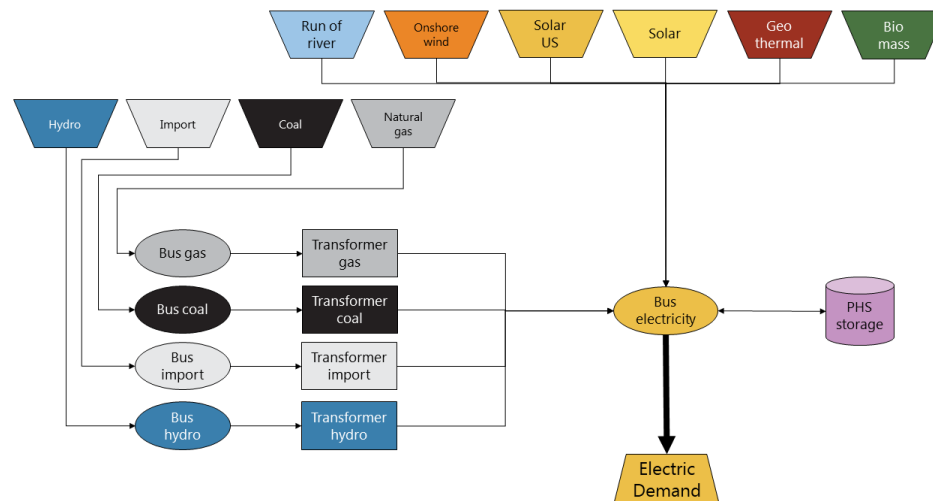 Run of
river
Onshore
wind
Solar
US
Solar
Geo
thermal
Bio
mass
Hydro
Import
Coal
Natural
gas
Bus gas
Transformer
gas
Bus coal
Transformer
coal
Bus
import
Transformer
import
Bus
hydro
Transformer
hydro
Bus
electricity
PHS
storage
Electric
Demand